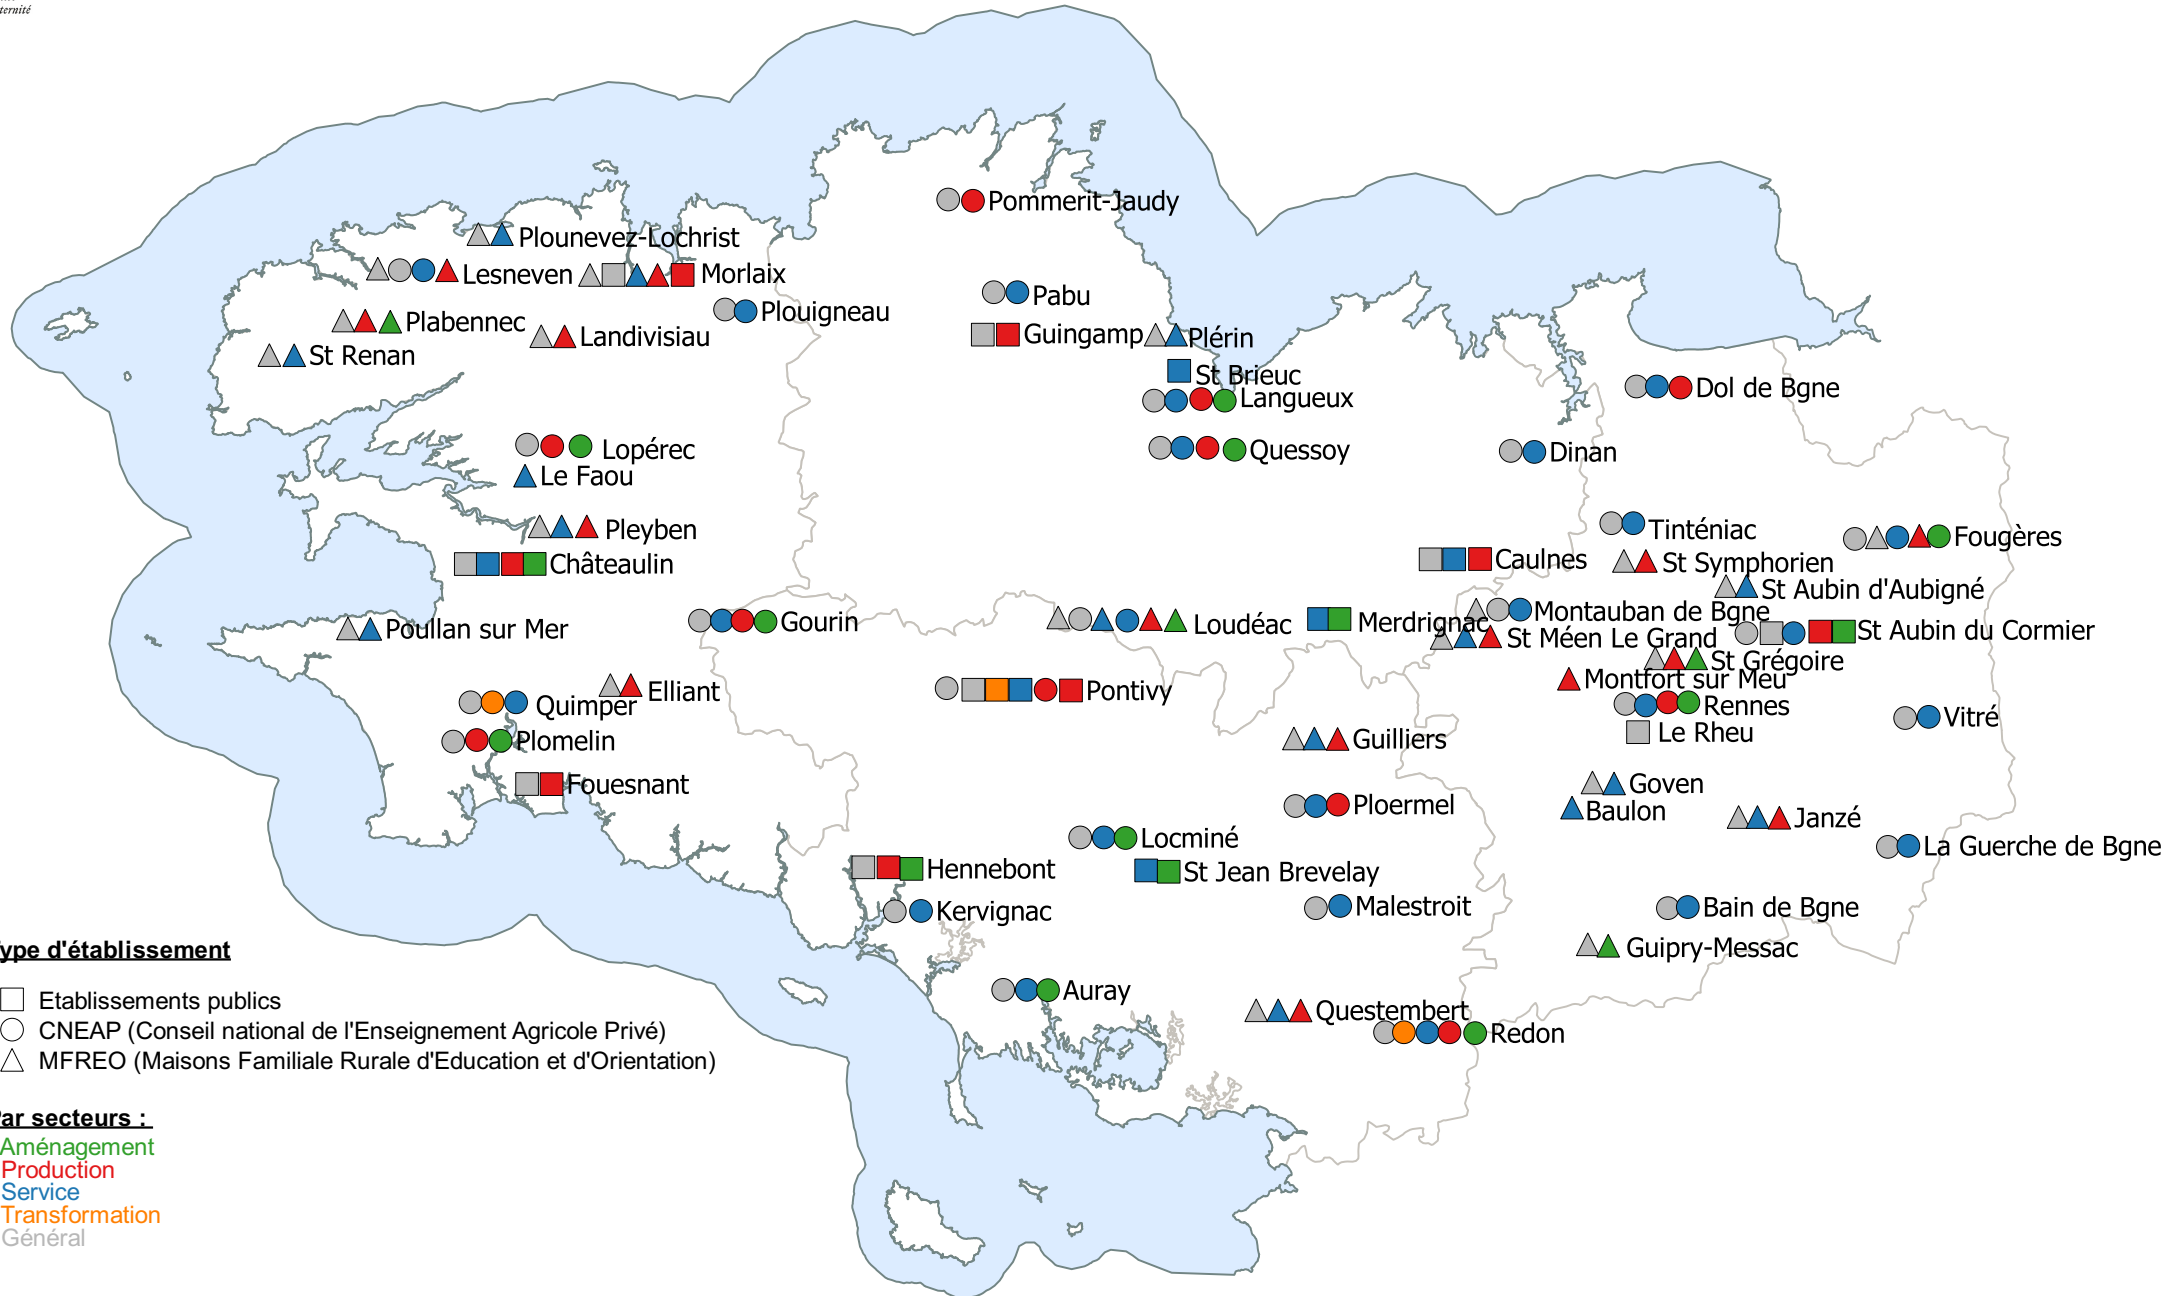 ternité
Pommerit-Jaudy
Plounevez-Lochrist
Lesneven
Morlaix
Pabu
Plouigneau
Plabennec
Landivisiau
Guingamp
Plérin
St Renan
St Brieuc
Langueux
Dol de Bgne
Lopérec
Quessoy
Dinan
Le Faou
Pleyben
Tinténiac
Fougères
Châteaulin
Caulnes
St Symphorien
St Aubin d'Aubigné
Poullan sur Mer
Gourin
Loudéac
Merdrignac
Montauban de Bgne
St Méen Le Grand
St Aubin du Cormier
St Grégoire
Montfort sur Meu
Elliant
Pontivy
Quimper
Rennes
Vitré
Le Rheu
Plomelin
Guilliers
Fouesnant
Goven
Ploermel
Baulon
Janzé
Locminé
La Guerche de Bgne
Hennebont
St Jean Brevelay
Kervignac
Malestroit
Bain de Bgne
Guipry-Messac
Auray
Questembert
Redon
ype d'établissement
Etablissements publics
CNEAP (Conseil national de l'Enseignement Agricole Privé)
MFREO (Maisons Familiale Rurale d'Education et d'Orientation)
ar secteurs :
Aménagement
Production
Service
Transformation
Général